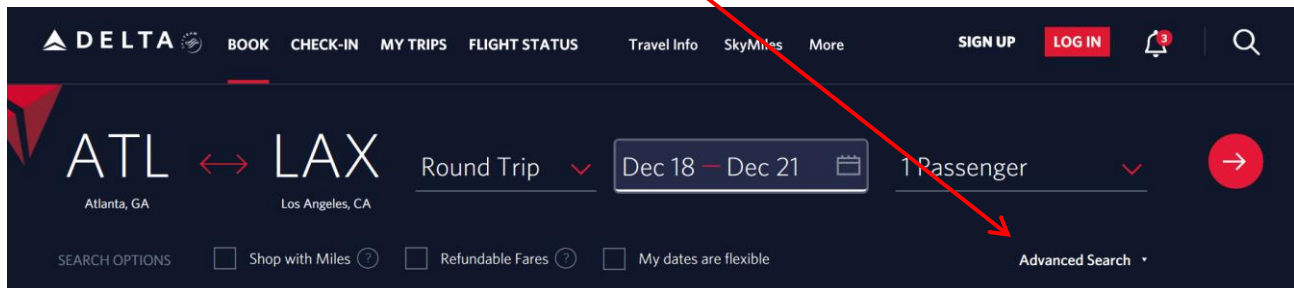 DELTA BOOK CHECK-IN MY TRIPS FLIGHT STATUS Travel Info SkyMiles More SIGN UP LOG IN 3
ATL LAX Round Trip Dec 18 — Dec 21 1 Passenger
Atlanta, GA Los Angeles, CA
SEARCH OPTIONS Shop with Miles ? Refundable Fares ? My dates are flexible Advanced Search